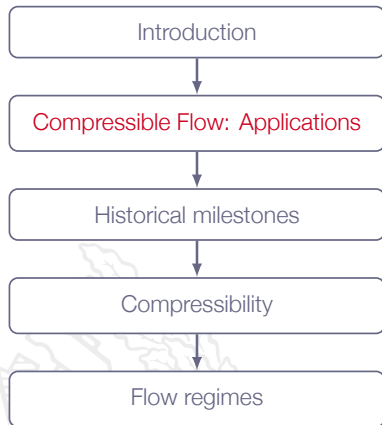 Introduction
Compressible Flow: Applications
Historical milestones
Compressibility
Flow regimes